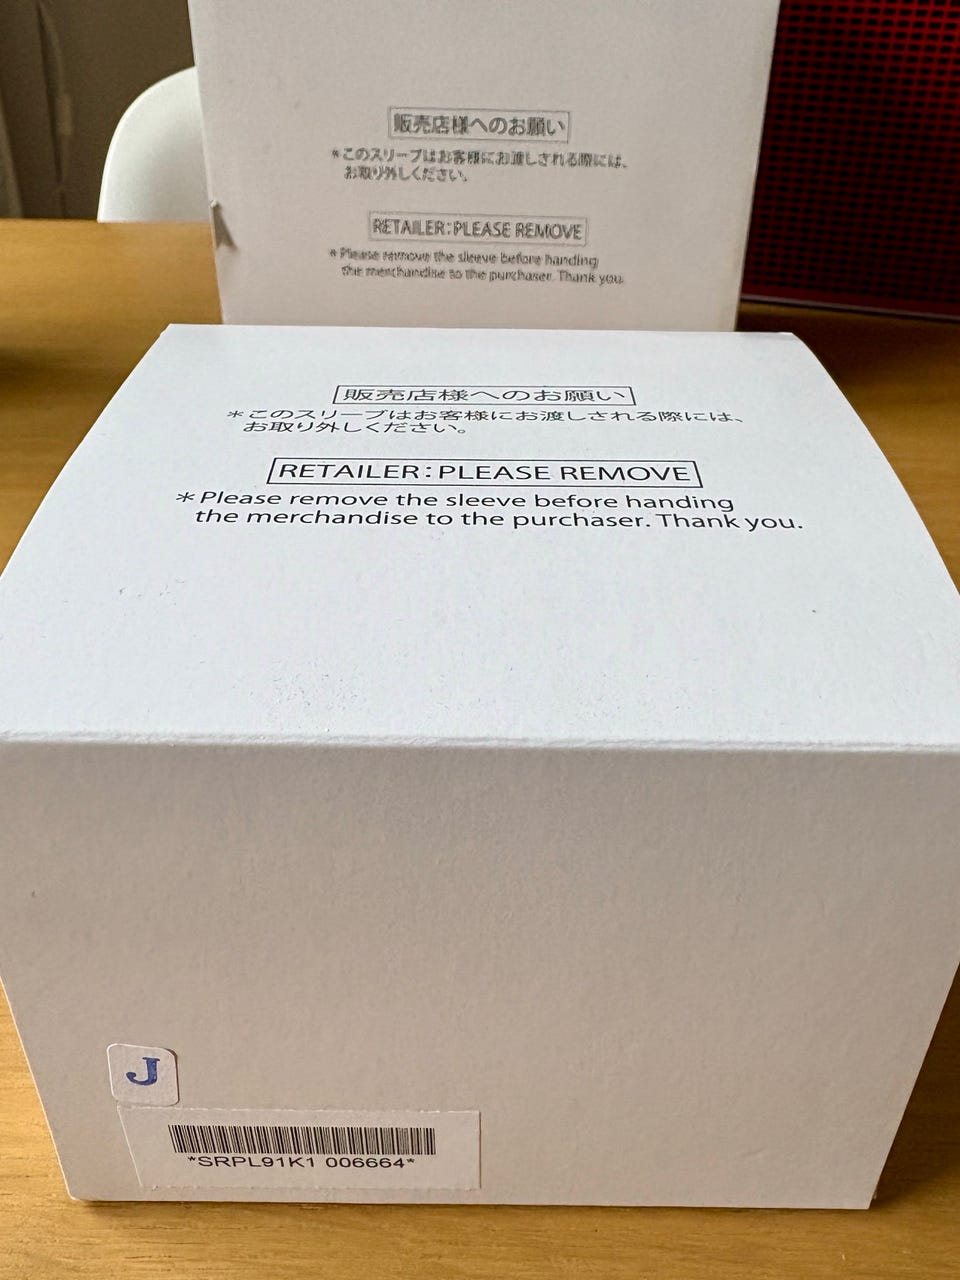 販売店様へのお願い
*このスリーブはお客様にお渡しされる際には、
お取り外しください。
RETAILER:PLEASE REMOVE
* Please remove the sleeve before handing
the merchandise to the purchaser. Thank you.
販売店様へのお願い
*このスリーブはお客様にお渡しされる際には、
お取り外しください。
RETAILER:PLEASE REMOVE
* Please remove the sleeve before handing
the merchandise to the purchaser. Thank you.
J
*SRPL91K1 006664*